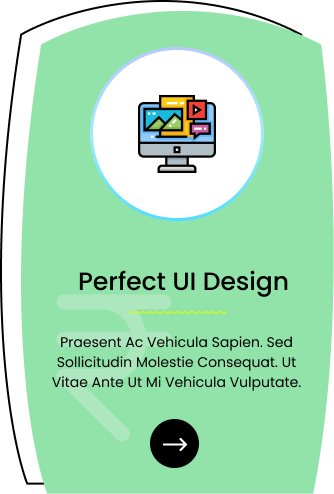 Perfect UI Design
Praesent Ac Vehicula Sapien. Sed
Sollicitudin Molestie Consequat. Ut
Vitae Ante Ut Mi Vehicula Vulputate.